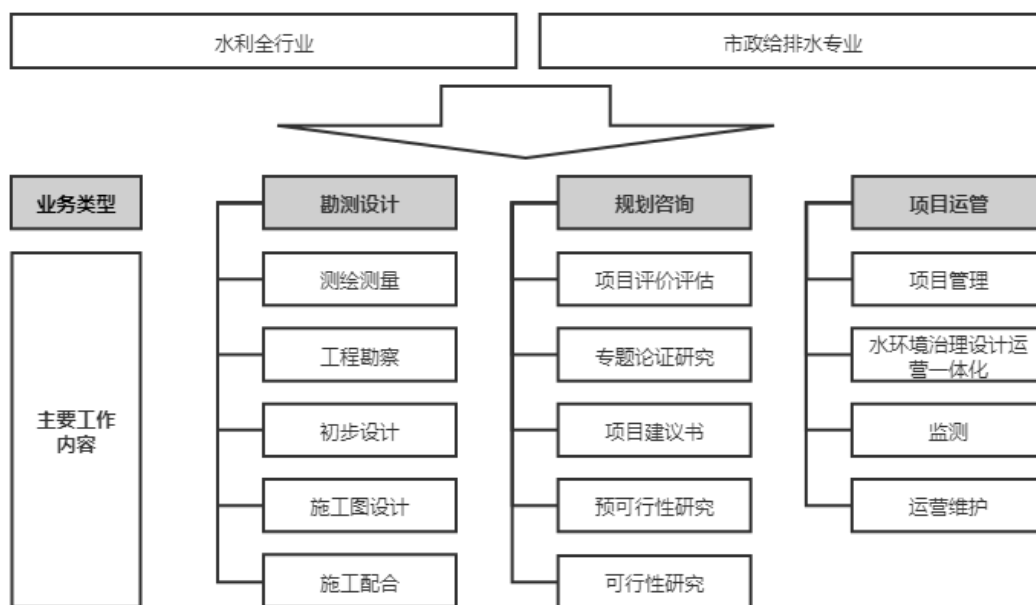 水利全行业
市政给排水专业
业务类型
勘测设计
规划咨询
项目运管
主要工作
内容
测绘测量
项目评价评估
项目管理
工程勘察
专题论证研究
水环境治理设计运
营一体化
初步设计
项目建议书
监测
施工图设计
预可行性研究
运营维护
施工配合
可行性研究